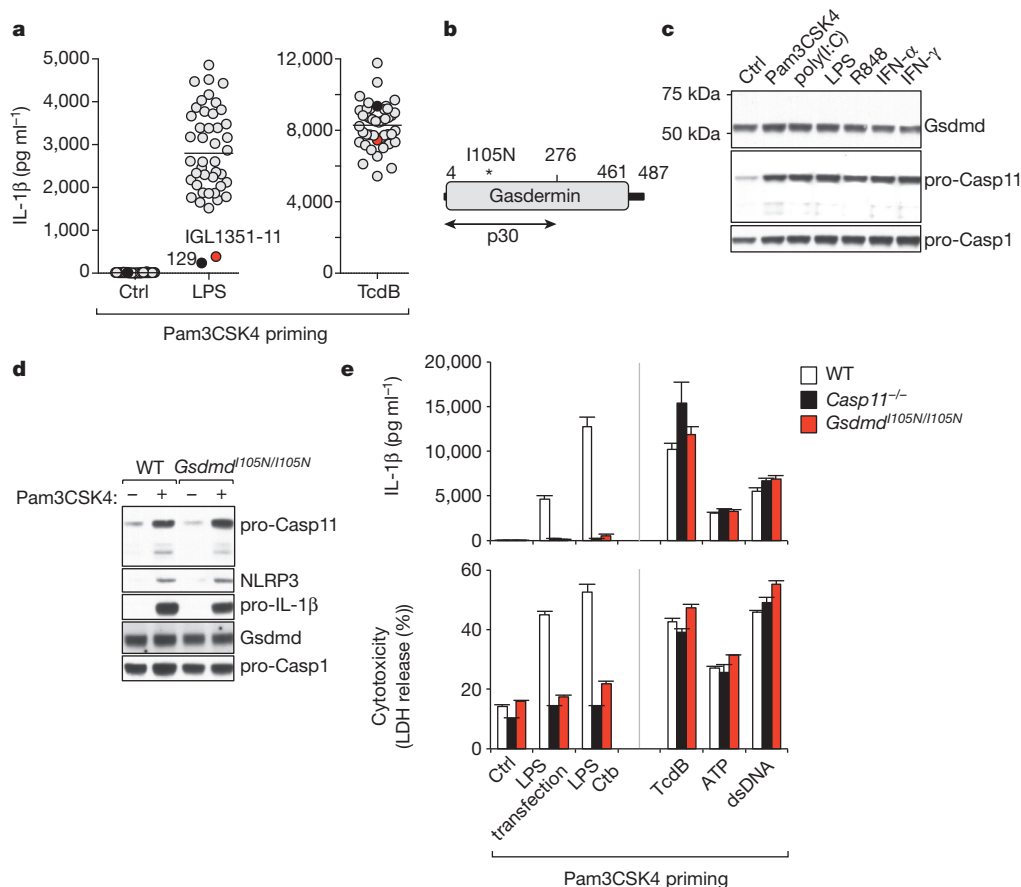 a
IL-1β (pg ml⁻¹)
5,000
4,000
3,000
2,000
1,000
0
IGL1351-11
129
Ctrl
LPS
12,000
8,000
4,000
0
TcdB
Pam3CSK4 priming
b
I105N
*
4
276
461
487
Gasdermin
p30
c
Ctrl
Pam3CSK4
poly(I:C)
LPS
R848
IFN-α
IFN-γ
75 kDa
50 kDa
Gsdmd
pro-Casp11
pro-Casp1
d
WT
Gsdmd^I105N/I105N
Pam3CSK4: − + − +
pro-Casp11
NLRP3
pro-IL-1β
Gsdmd
pro-Casp1
e
IL-1β (pg ml⁻¹)
20,000
15,000
10,000
5,000
0
WT
Casp11⁻/⁻
Gsdmd^I105N/I105N
Cytotoxicity
(LDH release (%))
60
40
20
0
Ctrl
LPS
transfection
LPS
Ctb
TcdB
ATP
dsDNA
Pam3CSK4 priming